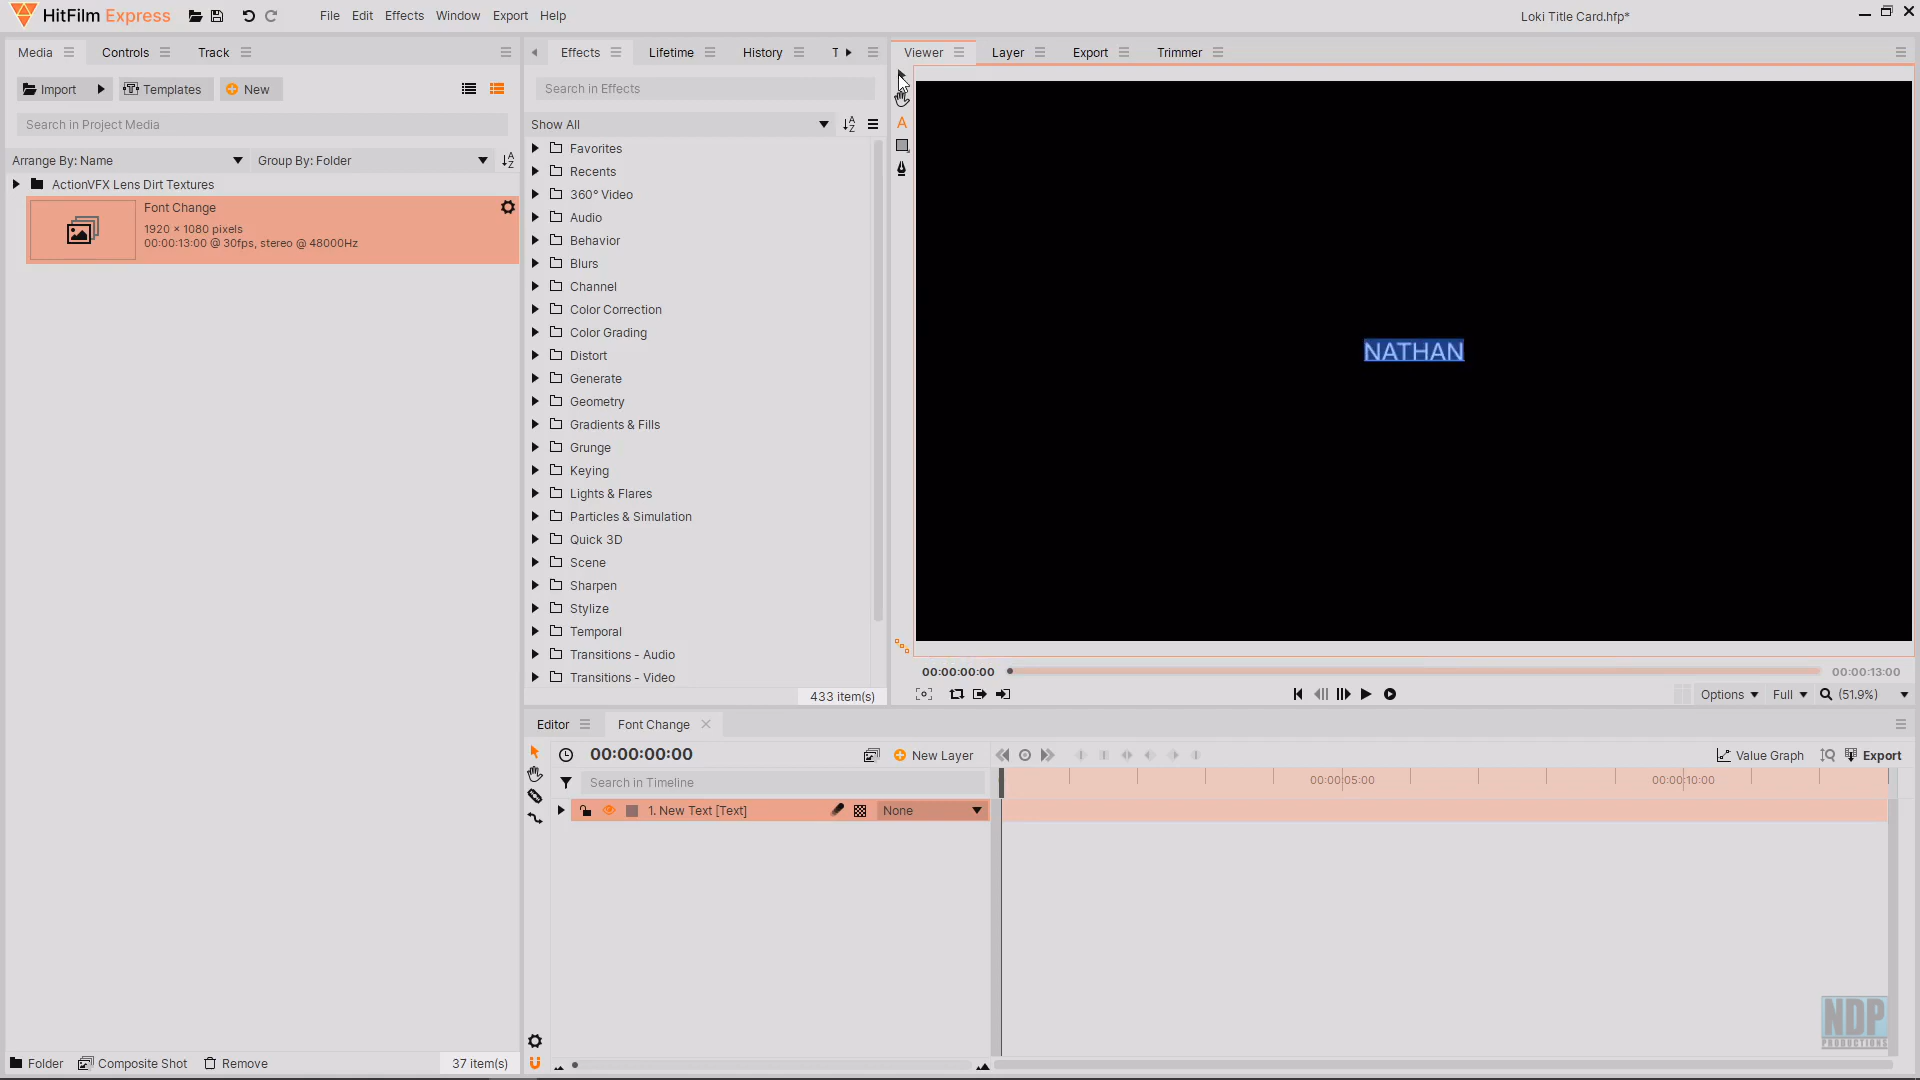 HitFilm Express
File Edit Effects Window Export Help
Loki Title Card.hfp*
Media Controls Track
Effects Lifetime History T
Viewer Layer Export Trimmer
Import Templates New
Search in Effects
Search in Project Media
Show All
Arrange By: Name Group By: Folder
ActionVFX Lens Dirt Textures
Font Change
1920 × 1080 pixels
00:00:13:00 @ 30fps, stereo @ 48000Hz
Favorites
Recents
360° Video
Audio
Behavior
Blurs
Channel
Color Correction
Color Grading
Distort
Generate
Geometry
Gradients & Fills
Grunge
Keying
Lights & Flares
Particles & Simulation
Quick 3D
Scene
Sharpen
Stylize
Temporal
Transitions - Audio
Transitions - Video
433 item(s)
A
NATHAN
00:00:00:00 00:00:13:00
Options Full (51.9%)
Editor Font Change
00:00:00:00 New Layer Value Graph Export
Search in Timeline
00:00:05:00 00:00:10:00
1. New Text [Text] None
NDP
PRODUCTIONS
Folder Composite Shot Remove 37 item(s)